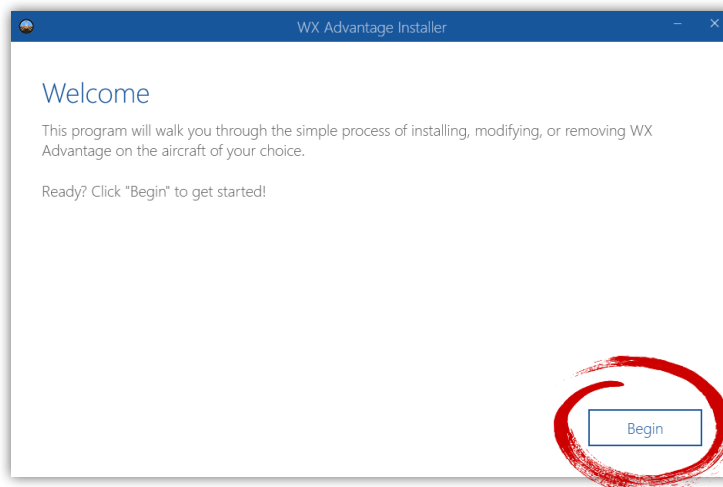 WX Advantage Installer
Welcome
This program will walk you through the simple process of installing, modifying, or removing WX
Advantage on the aircraft of your choice.
Ready? Click "Begin" to get started!
Begin